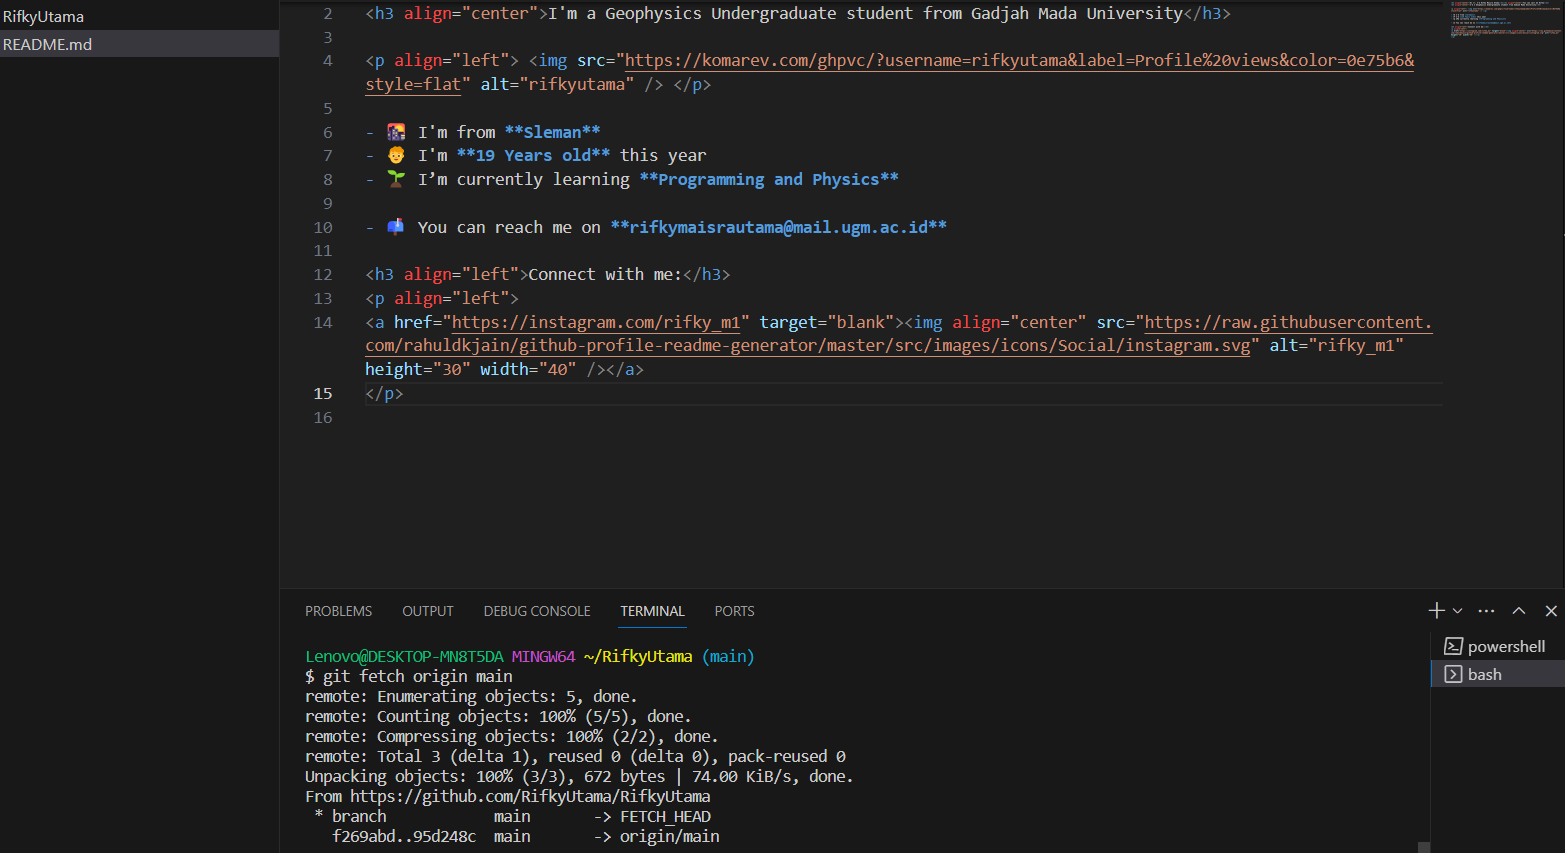 RifkyUtama
README.md
2 <h3 align="center">I'm a Geophysics Undergraduate student from Gadjah Mada University</h3>
3
4 <p align="left"> <img src="https://komarev.com/ghpvc/?username=rifkyutama&label=Profile%20views&color=0e75b6&
style=flat" alt="rifkyutama" /> </p>
5
6 - 🌇 I'm from **Sleman**
7 - 🧑‍🦰 I'm **19 Years old** this year
8 - 🌱 I’m currently learning **Programming and Physics**
9
10 - 📫 You can reach me on **rifkymaisrautama@mail.ugm.ac.id**
11
12 <h3 align="left">Connect with me:</h3>
13 <p align="left">
14 <a href="https://instagram.com/rifky_m1" target="blank"><img align="center" src="https://raw.githubusercontent.
com/rahuldkjain/github-profile-readme-generator/master/src/images/icons/Social/instagram.svg" alt="rifky_m1"
height="30" width="40" /></a>
15 </p>
16
PROBLEMS OUTPUT DEBUG CONSOLE TERMINAL PORTS
powershell
bash
Lenovo@DESKTOP-MN8T5DA MINGW64 ~/RifkyUtama (main)
$ git fetch origin main
remote: Enumerating objects: 5, done.
remote: Counting objects: 100% (5/5), done.
remote: Compressing objects: 100% (2/2), done.
remote: Total 3 (delta 1), reused 0 (delta 0), pack-reused 0
Unpacking objects: 100% (3/3), 672 bytes | 74.00 KiB/s, done.
From https://github.com/RifkyUtama/RifkyUtama
 * branch            main       -> FETCH_HEAD
   f269abd..95d248c  main       -> origin/main